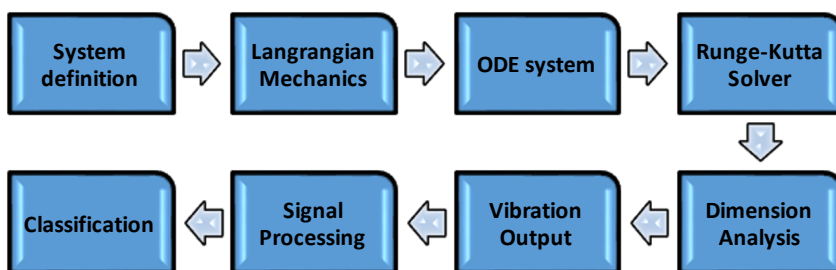 System
definition
Langrangian
Mechanics
ODE system
Runge-Kutta
Solver
Dimension
Analysis
Vibration
Output
Signal
Processing
Classification